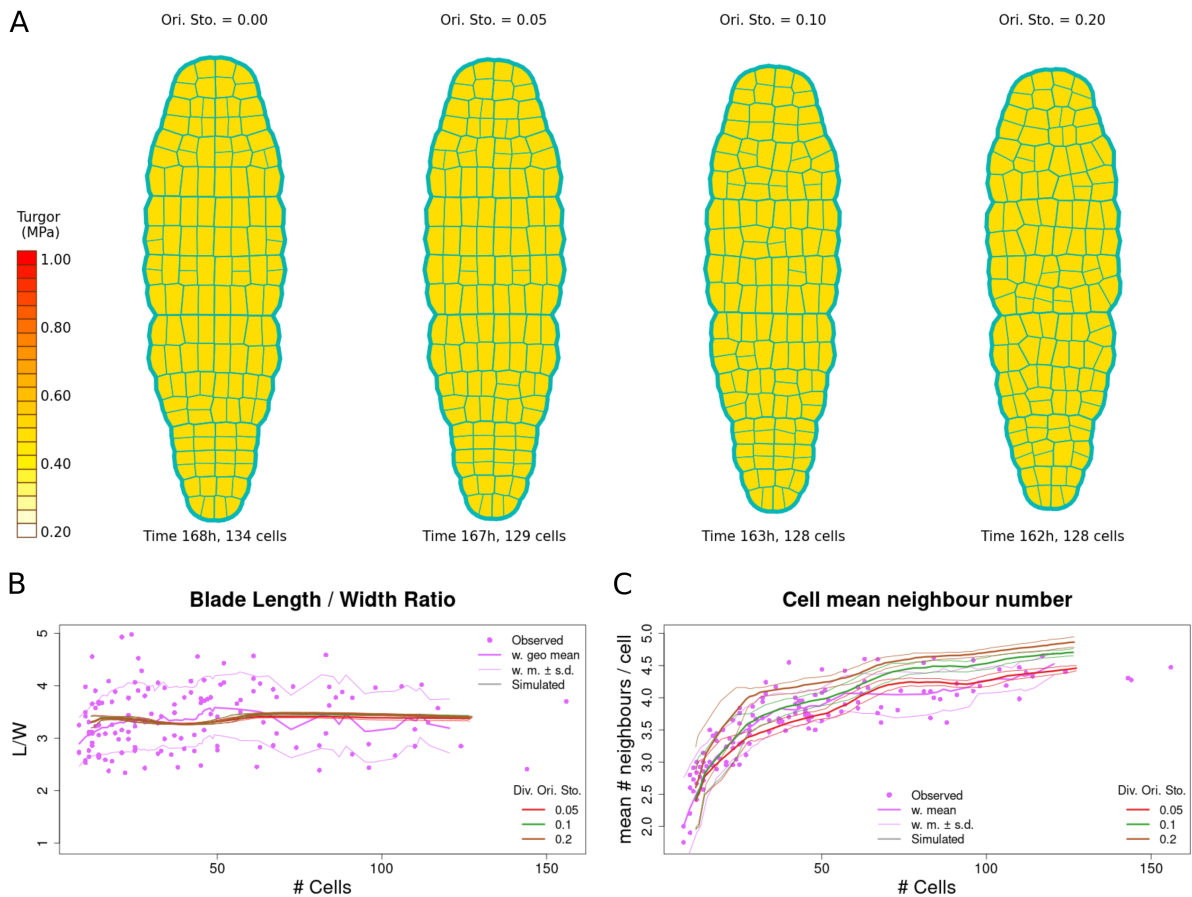 A
Ori. Sto. = 0.00
Ori. Sto. = 0.05
Ori. Sto. = 0.10
Ori. Sto. = 0.20
Turgor
(MPa)
1.00
0.80
0.60
0.40
0.20
Time 168h, 134 cells
Time 167h, 129 cells
Time 163h, 128 cells
Time 162h, 128 cells
B
Blade Length / Width Ratio
L/W
5
4
3
2
1
Observed
w. geo mean
w. m. ± s.d.
Simulated
Div. Ori. Sto.
0.05
0.1
0.2
50
100
150
# Cells
C
Cell mean neighbour number
mean # neighbours / cell
5.0
4.5
4.0
3.5
3.0
2.5
2.0
Observed
w. mean
w. m. ± s.d.
Simulated
Div. Ori. Sto.
0.05
0.1
0.2
50
100
150
# Cells